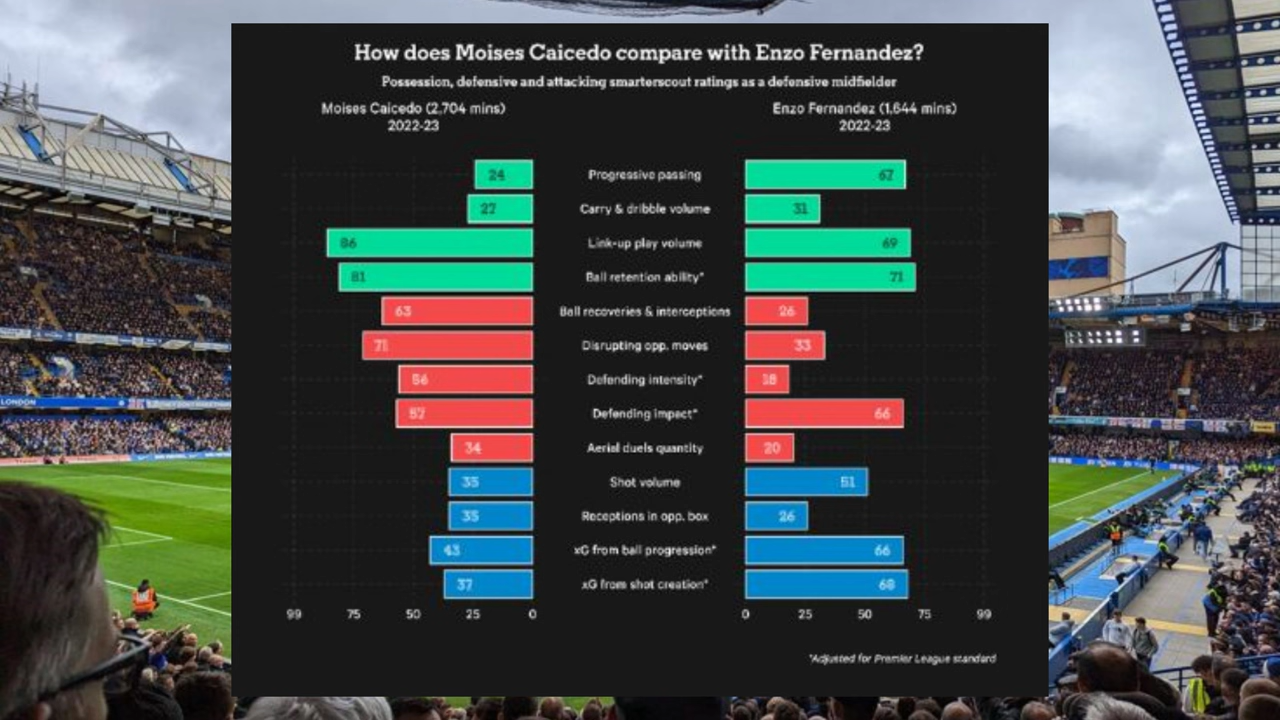 How does Moises Caicedo compare with Enzo Fernandez?
Possession, defensive and attacking smarterscout ratings as a defensive midfielder
Moises Caicedo (2,704 mins)
2022-23
Enzo Fernandez (1,644 mins)
2022-23
24 Progressive passing 67
27 Carry & dribble volume 31
86 Link-up play volume 69
81 Ball retention ability* 71
63 Ball recoveries & interceptions 26
71 Disrupting opp. moves 33
56 Defending intensity* 18
57 Defending impact* 66
34 Aerial duels quantity 20
35 Shot volume 51
35 Receptions in opp. box 26
43 xG from ball progression* 66
37 xG from shot creation* 68
99 75 50 25 0 0 25 50 75 99
*Adjusted for Premier League standard
LONDON